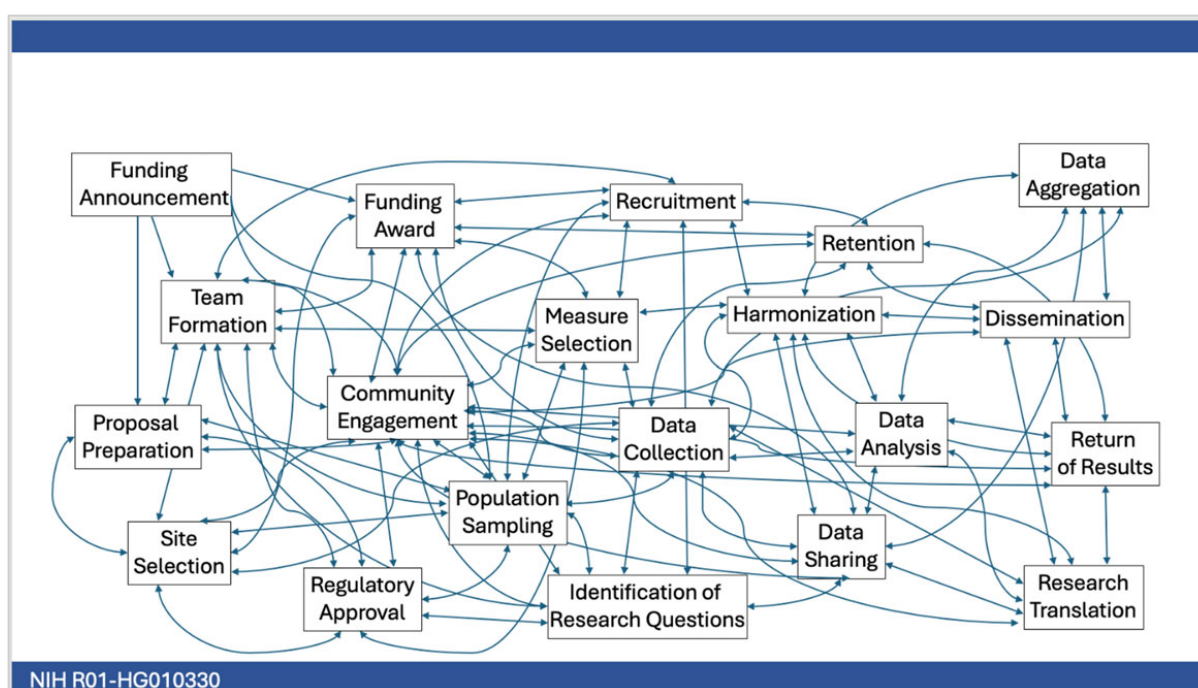 Funding
Announcement
Data
Aggregation
Funding
Award
Recruitment
Retention
Team
Formation
Measure
Selection
Harmonization
Dissemination
Community
Engagement
Proposal
Preparation
Data
Collection
Data
Analysis
Return
of Results
Population
Sampling
Site
Selection
Data
Sharing
Regulatory
Approval
Identification of
Research Questions
Research
Translation
NIH R01-HG010330